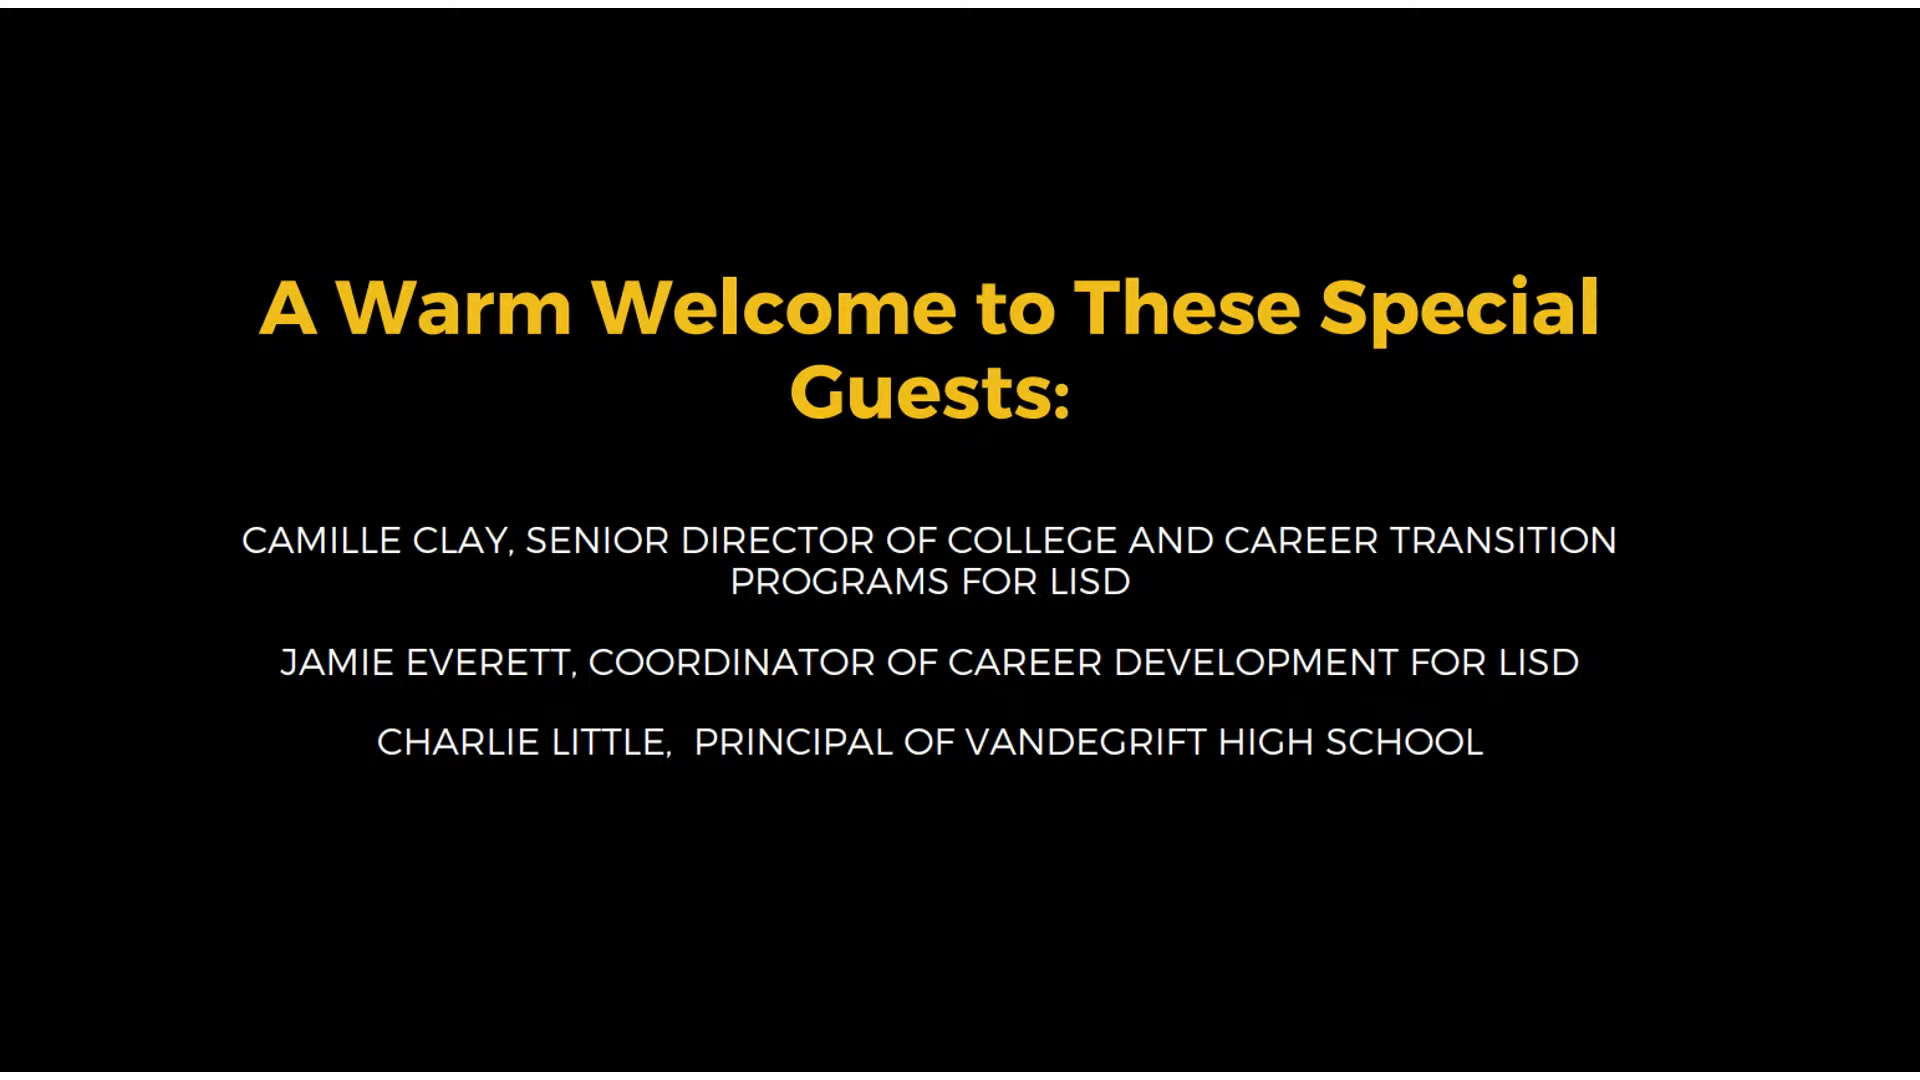 A Warm Welcome to These Special
Guests:
CAMILLE CLAY, SENIOR DIRECTOR OF COLLEGE AND CAREER TRANSITION
PROGRAMS FOR LISD
JAMIE EVERETT, COORDINATOR OF CAREER DEVELOPMENT FOR LISD
CHARLIE LITTLE,  PRINCIPAL OF VANDEGRIFT HIGH SCHOOL